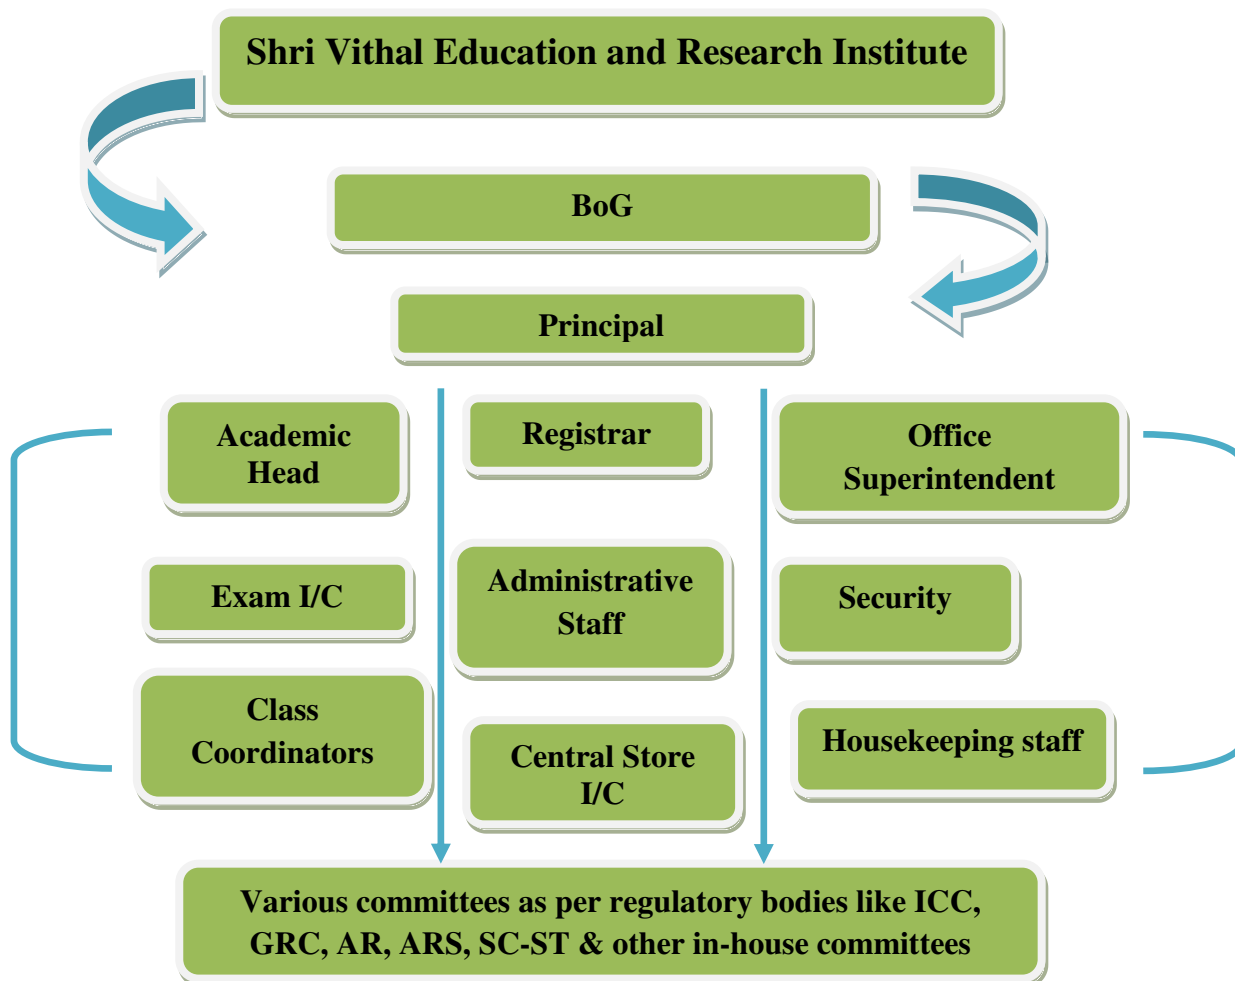 Shri Vithal Education and Research Institute
BoG
Principal
Academic
Head
Registrar
Office
Superintendent
Exam I/C
Administrative
Staff
Security
Class
Coordinators
Central Store
I/C
Housekeeping staff
Various committees as per regulatory bodies like ICC,
GRC, AR, ARS, SC-ST & other in-house committees